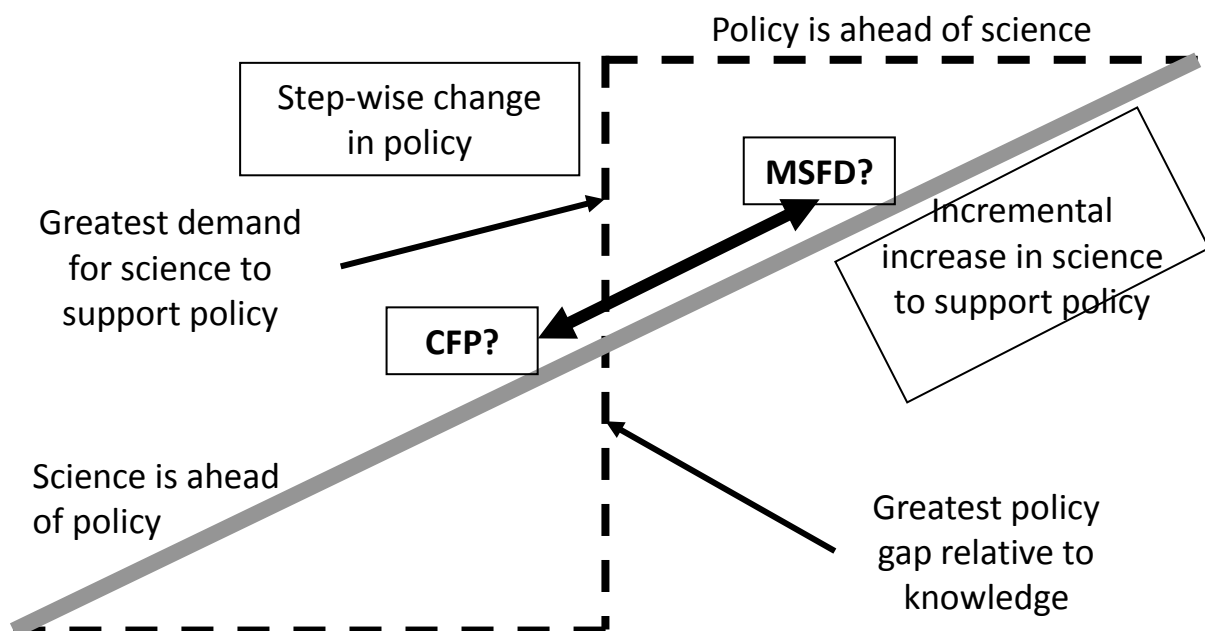 Policy is ahead of science
Step-wise change
in policy
MSFD?
Greatest demand
for science to
support policy
Incremental
increase in science
to support policy
CFP?
Science is ahead
of policy
Greatest policy
gap relative to
knowledge